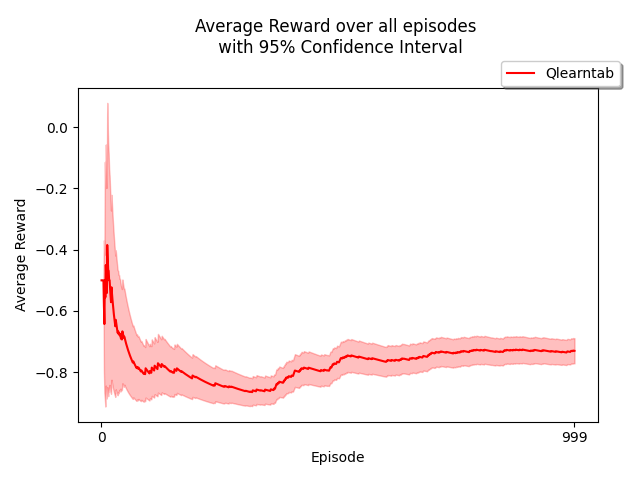 Average Reward over all episodes
with 95% Confidence Interval
Qlearntab
0.0
−0.2
−0.4
−0.6
−0.8
Average Reward
0
999
Episode